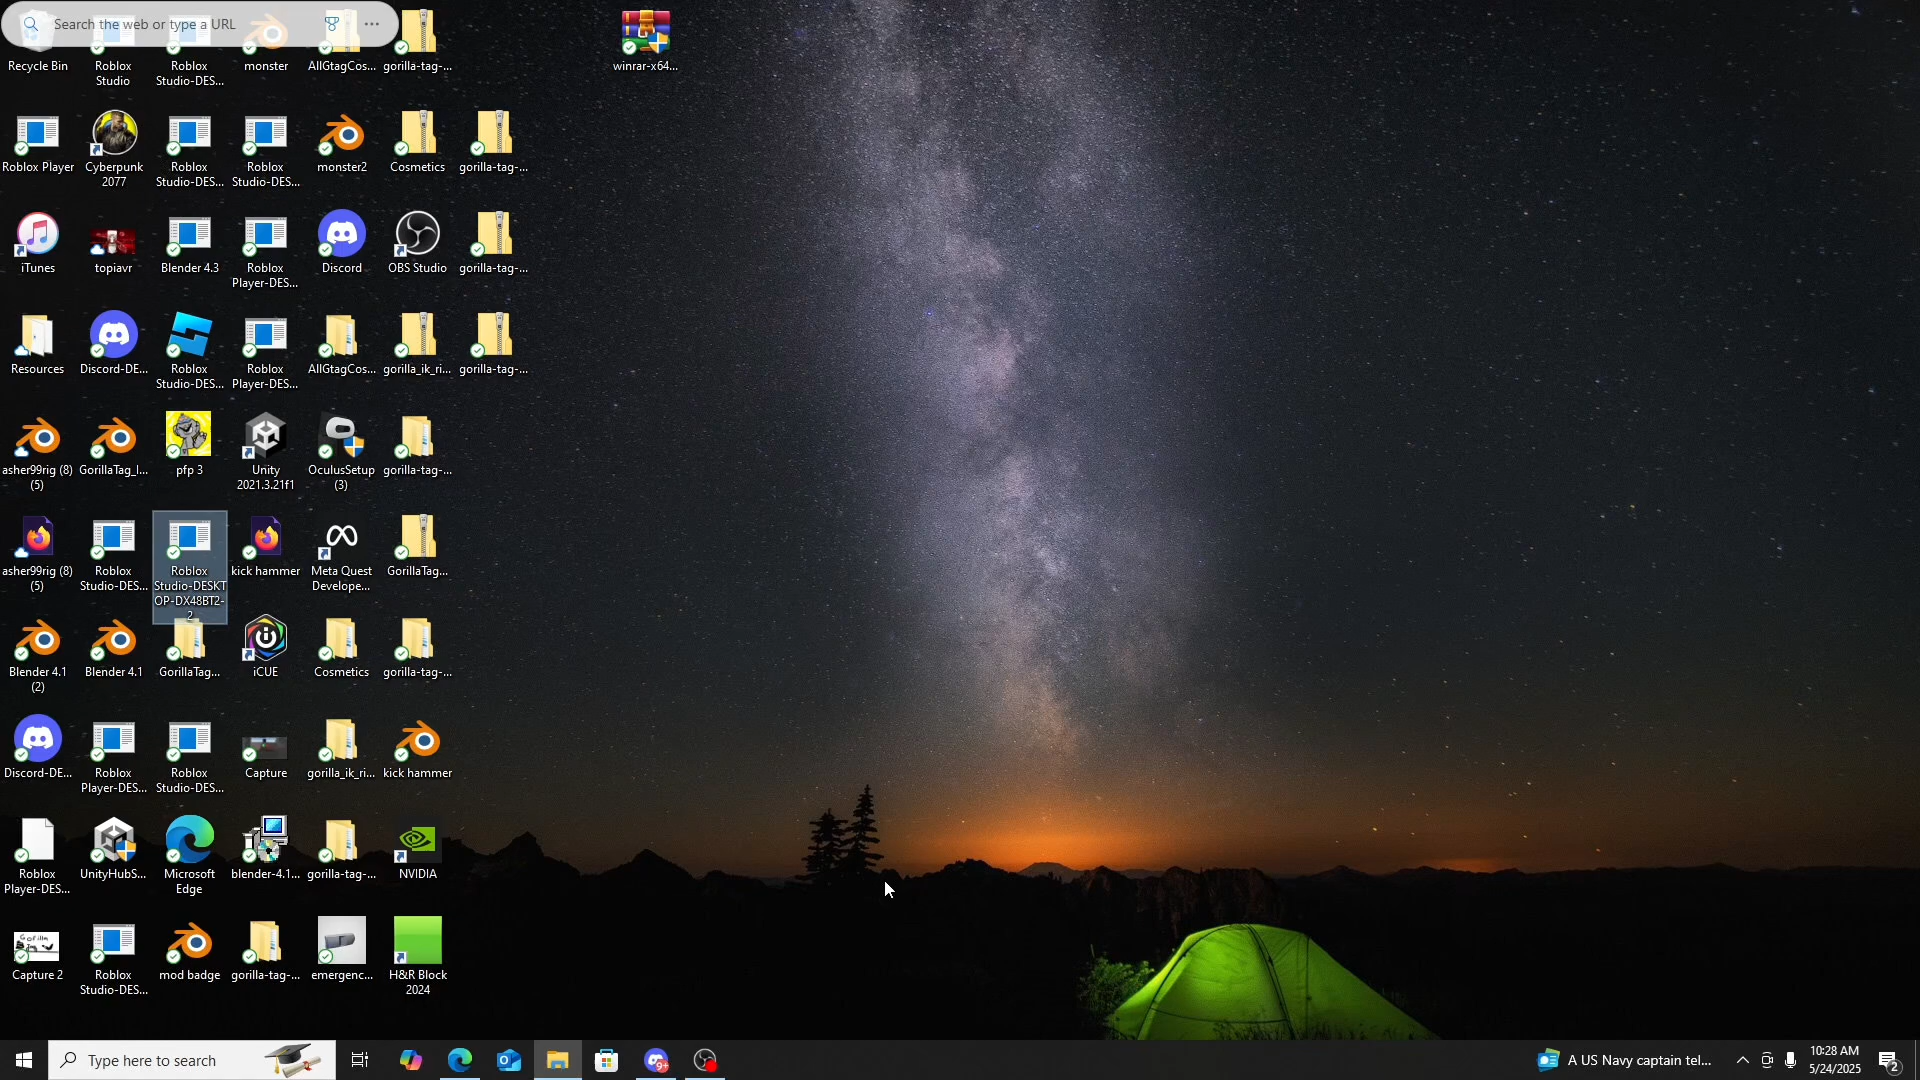 Search the web or type a URL
Recycle Bin
Roblox
Studio
Roblox
Studio-DES...
monster
AllGtagCos...
gorilla-tag-...
winrar-x64...
Roblox Player
Cyberpunk
2077
Roblox
Studio-DES...
Roblox
Studio-DES...
monster2
Cosmetics
gorilla-tag-...
iTunes
topiavr
Blender 4.3
Roblox
Player-DES...
Discord
OBS Studio
gorilla-tag-...
Resources
Discord-DE...
Roblox
Studio-DES...
Roblox
Player-DES...
AllGtagCos...
gorilla_ik_ri...
gorilla-tag-...
asher99rig (8)
(5)
GorillaTag_I...
pfp 3
Unity
2021.3.21f1
OculusSetup
(3)
gorilla-tag-...
asher99rig (8)
(5)
Roblox
Studio-DES...
Roblox
Studio-DESKT
OP-DX48BT2-
2
kick hammer
Meta Quest
Develope...
GorillaTag...
Blender 4.1
(2)
Blender 4.1
GorillaTag...
iCUE
Cosmetics
gorilla-tag-...
Discord-DE...
Roblox
Player-DES...
Roblox
Studio-DES...
Capture
gorilla_ik_ri...
kick hammer
Roblox
Player-DES...
UnityHubS...
Microsoft
Edge
blender-4.1...
gorilla-tag-...
NVIDIA
Capture 2
Roblox
Studio-DES...
mod badge
gorilla-tag-...
emergenc...
H&R Block
2024
Type here to search
9+
A US Navy captain tel...
10:28 AM
5/24/2025
2